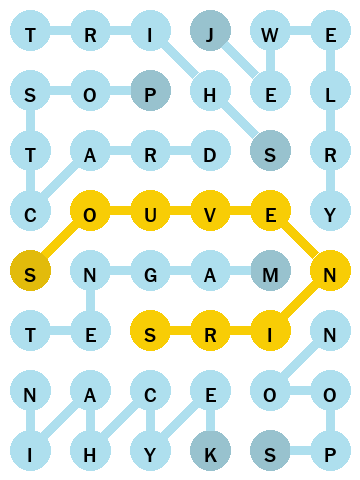 T R I J W E
S O P H E L
T A R D S R
C O U V E Y
S N G A M N
T E S R I N
N A C E O O
I H Y K S P